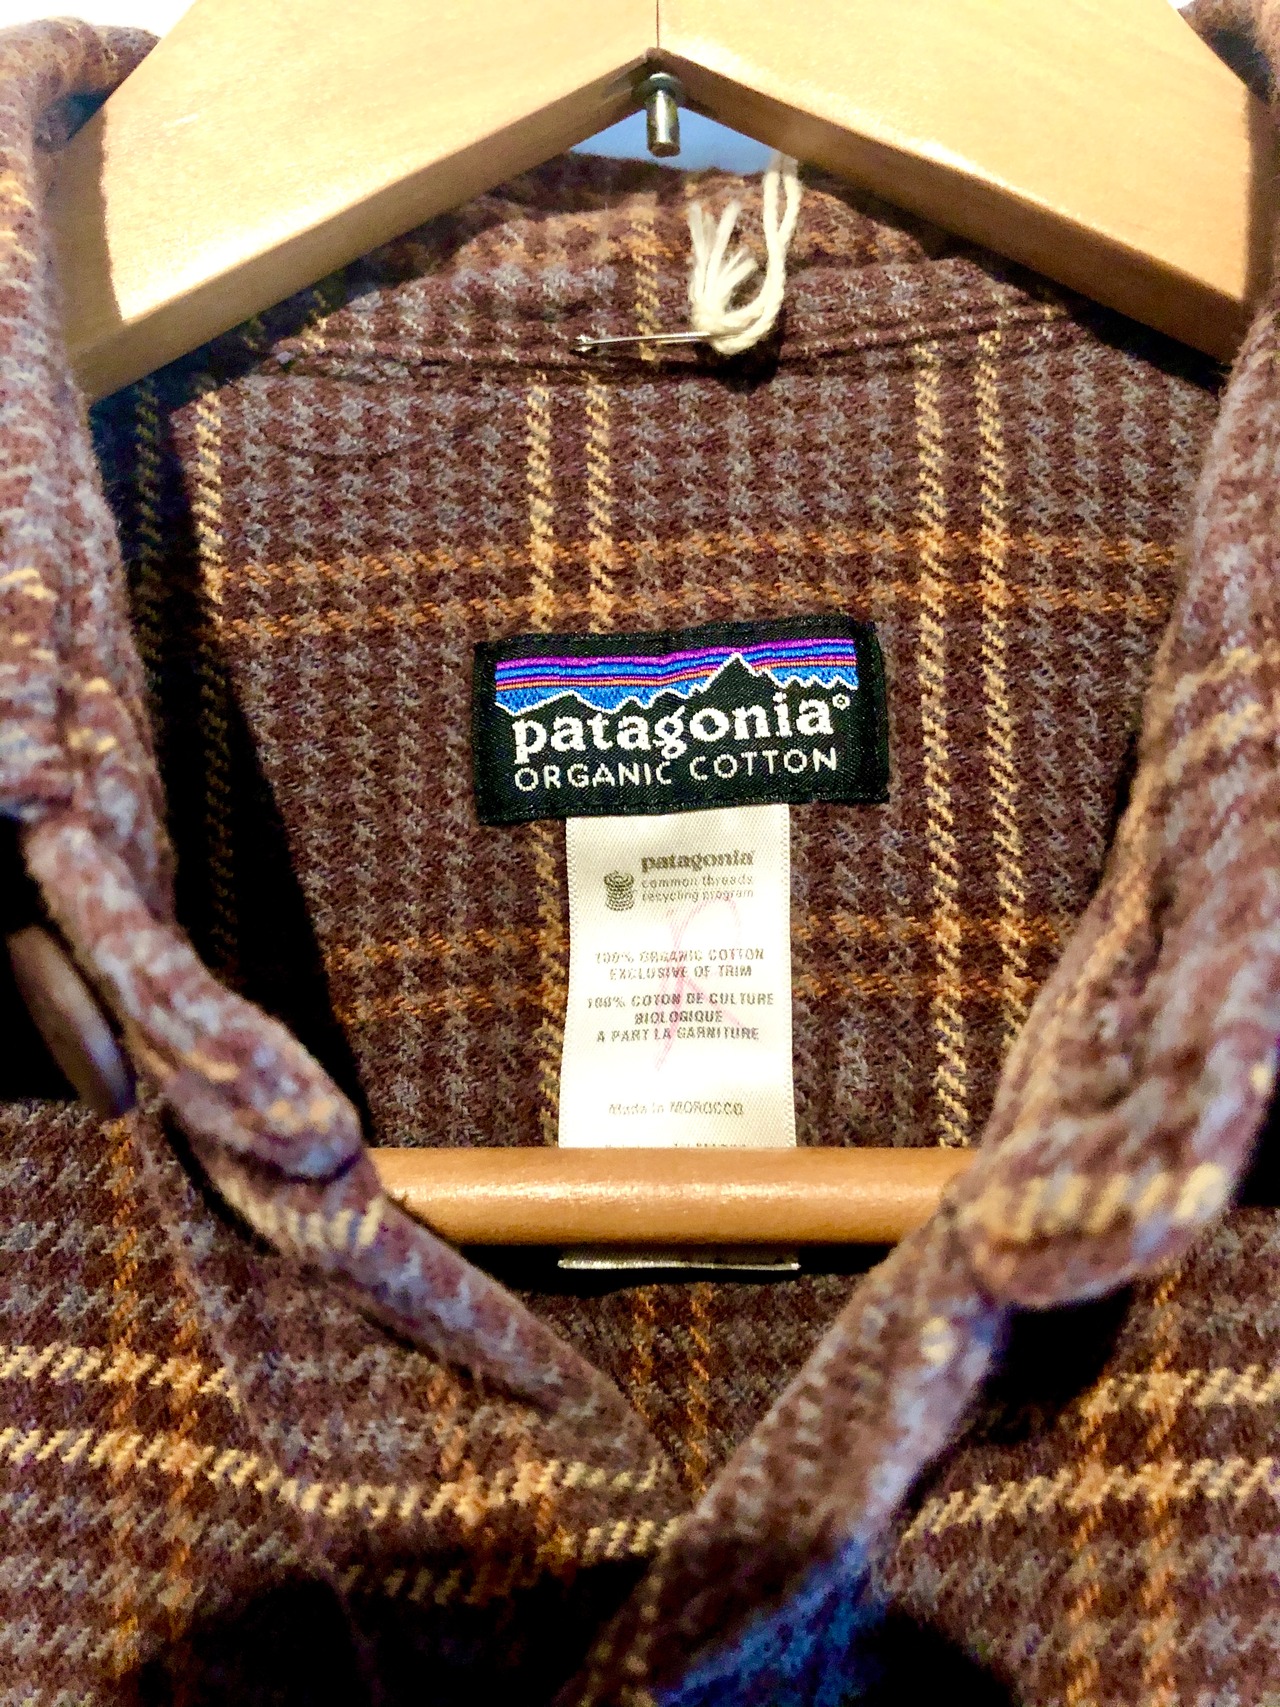 patagonia®
ORGANIC COTTON
patagonia®
common threads
recycling program
100% ORGANIC COTTON
EXCLUSIVE OF TRIM
100% COTON DE CULTURE
BIOLOGIQUE
A PART LA GARNITURE
Made in MOROCCO